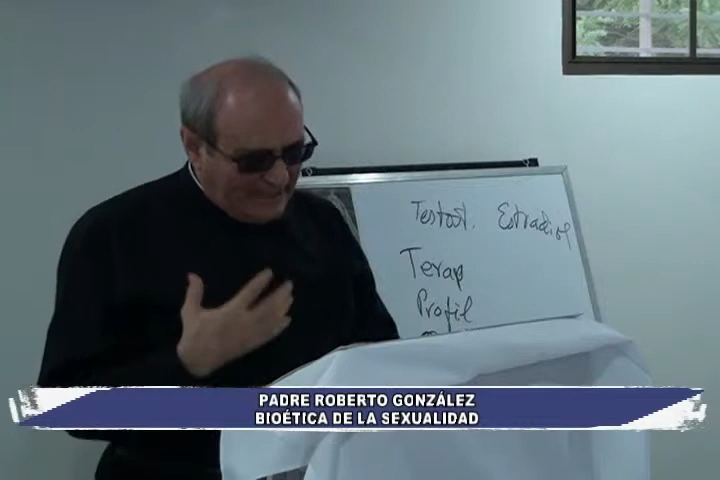 Testost. Estradiol
Terap
Profil
PADRE ROBERTO GONZÁLEZ
BIOÉTICA DE LA SEXUALIDAD